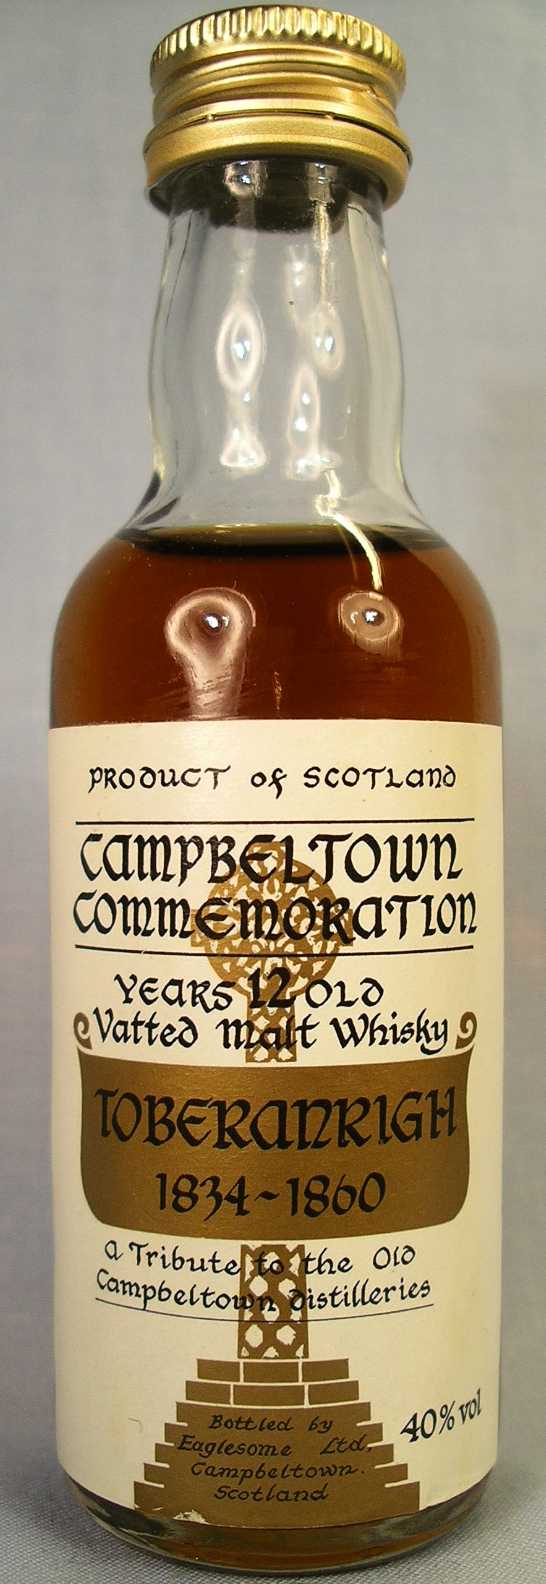 PRODUCT of SCOTLAND
CAMPBELTOWN
COMMEMORATION
YEARS 12 OLD
Vatted Malt Whisky
TOBERANRIGH
1834~1860
A Tribute to the Old
Campbeltown Distilleries
Bottled by
Eaglesome Ltd,
Campbeltown.
Scotland
40% vol